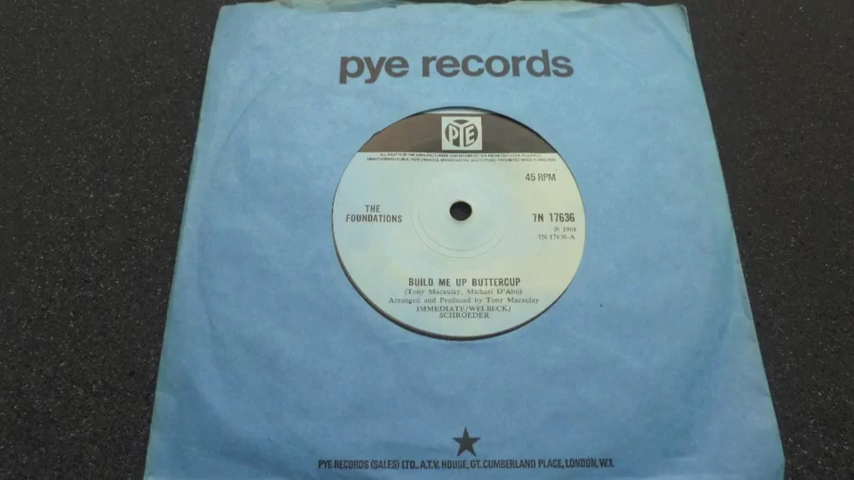 pye records
PYE
45 RPM
THE
FOUNDATIONS
7N 17636
℗ 1968
7N 17636-A
BUILD ME UP BUTTERCUP
(Tony Macaulay, Michael D'Abo)
Arranged and Produced by Tony Macaulay
IMMEDIATE/WELBECK/
SCHROEDER
PYE RECORDS (SALES) LTD., A.T.V. HOUSE, GT. CUMBERLAND PLACE, LONDON, W.1.